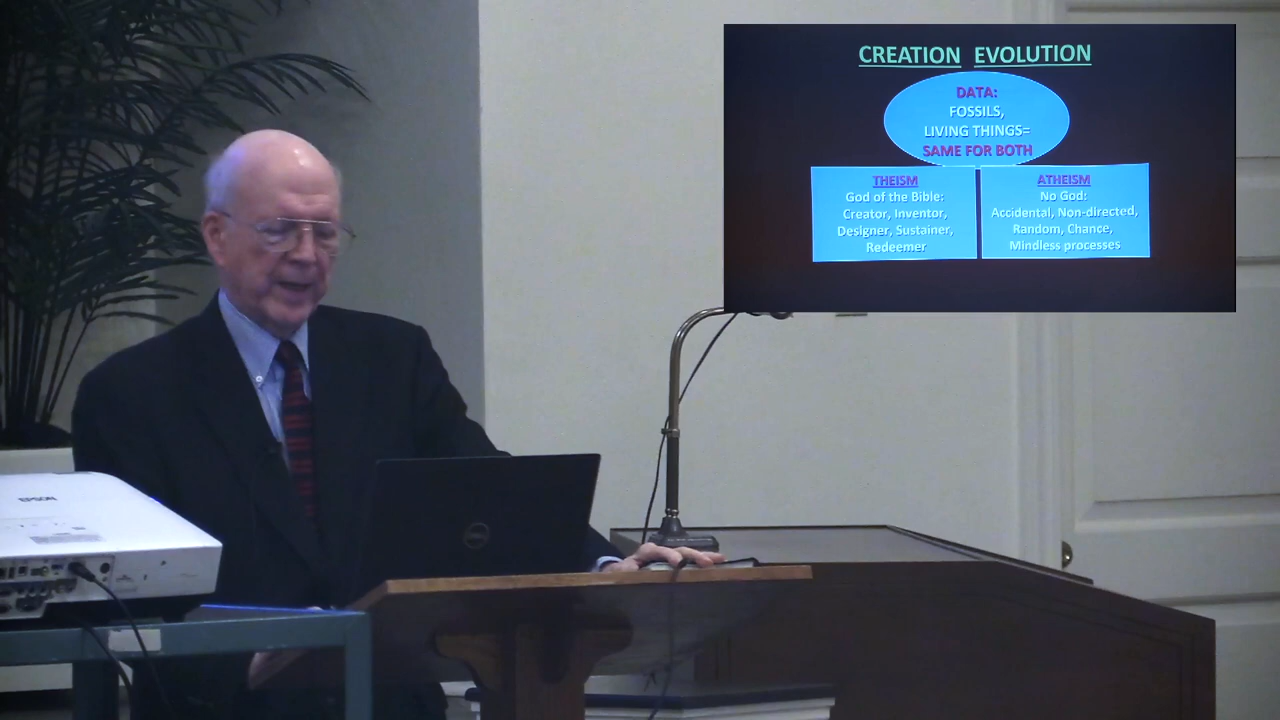 CREATION EVOLUTION
DATA:
FOSSILS,
LIVING THINGS=
SAME FOR BOTH
THEISM
God of the Bible:
Creator, Inventor,
Designer, Sustainer,
Redeemer
ATHEISM
No God:
Accidental, Non-directed,
Random, Chance,
Mindless processes
EPSON
DELL